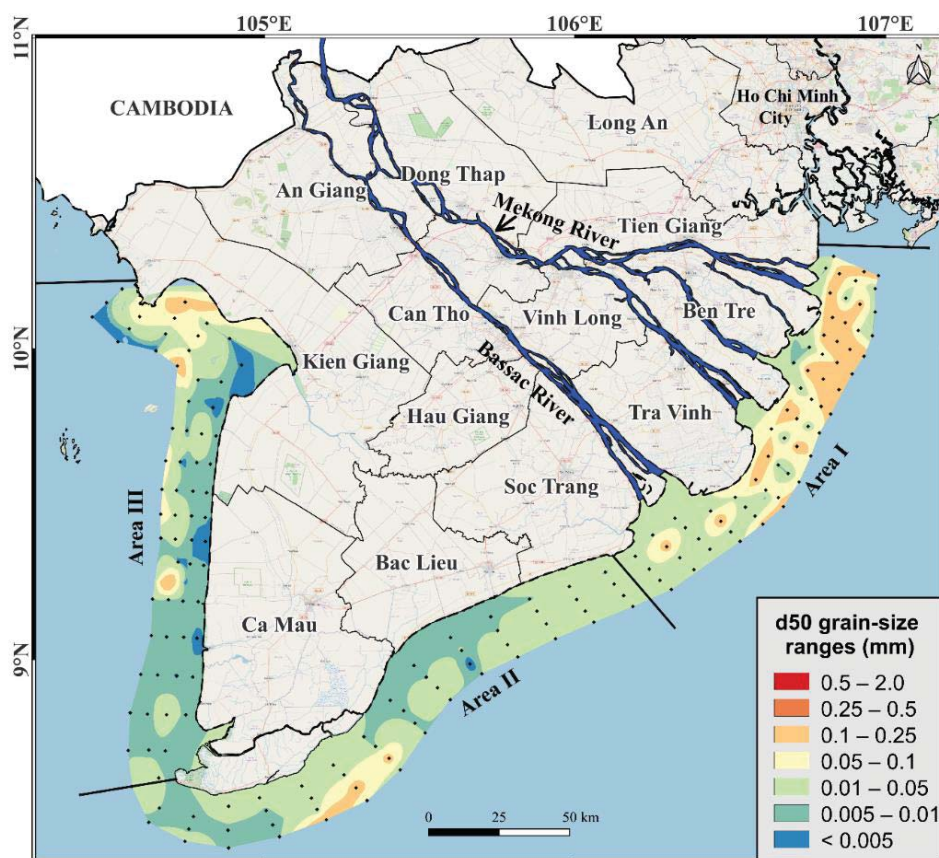 105°E
106°E
107°E
11°N
10°N
9°N
CAMBODIA
Ho Chi Minh
City
Long An
Dong Thap
An Giang
Mekong River
Tien Giang
Can Tho
Vinh Long
Ben Tre
Kien Giang
Bassac River
Hau Giang
Tra Vinh
Soc Trang
Area I
Area III
Bac Lieu
Ca Mau
Area II
0 25 50 km
d50 grain-size
ranges (mm)
0.5 – 2.0
0.25 – 0.5
0.1 – 0.25
0.05 – 0.1
0.01 – 0.05
0.005 – 0.01
< 0.005